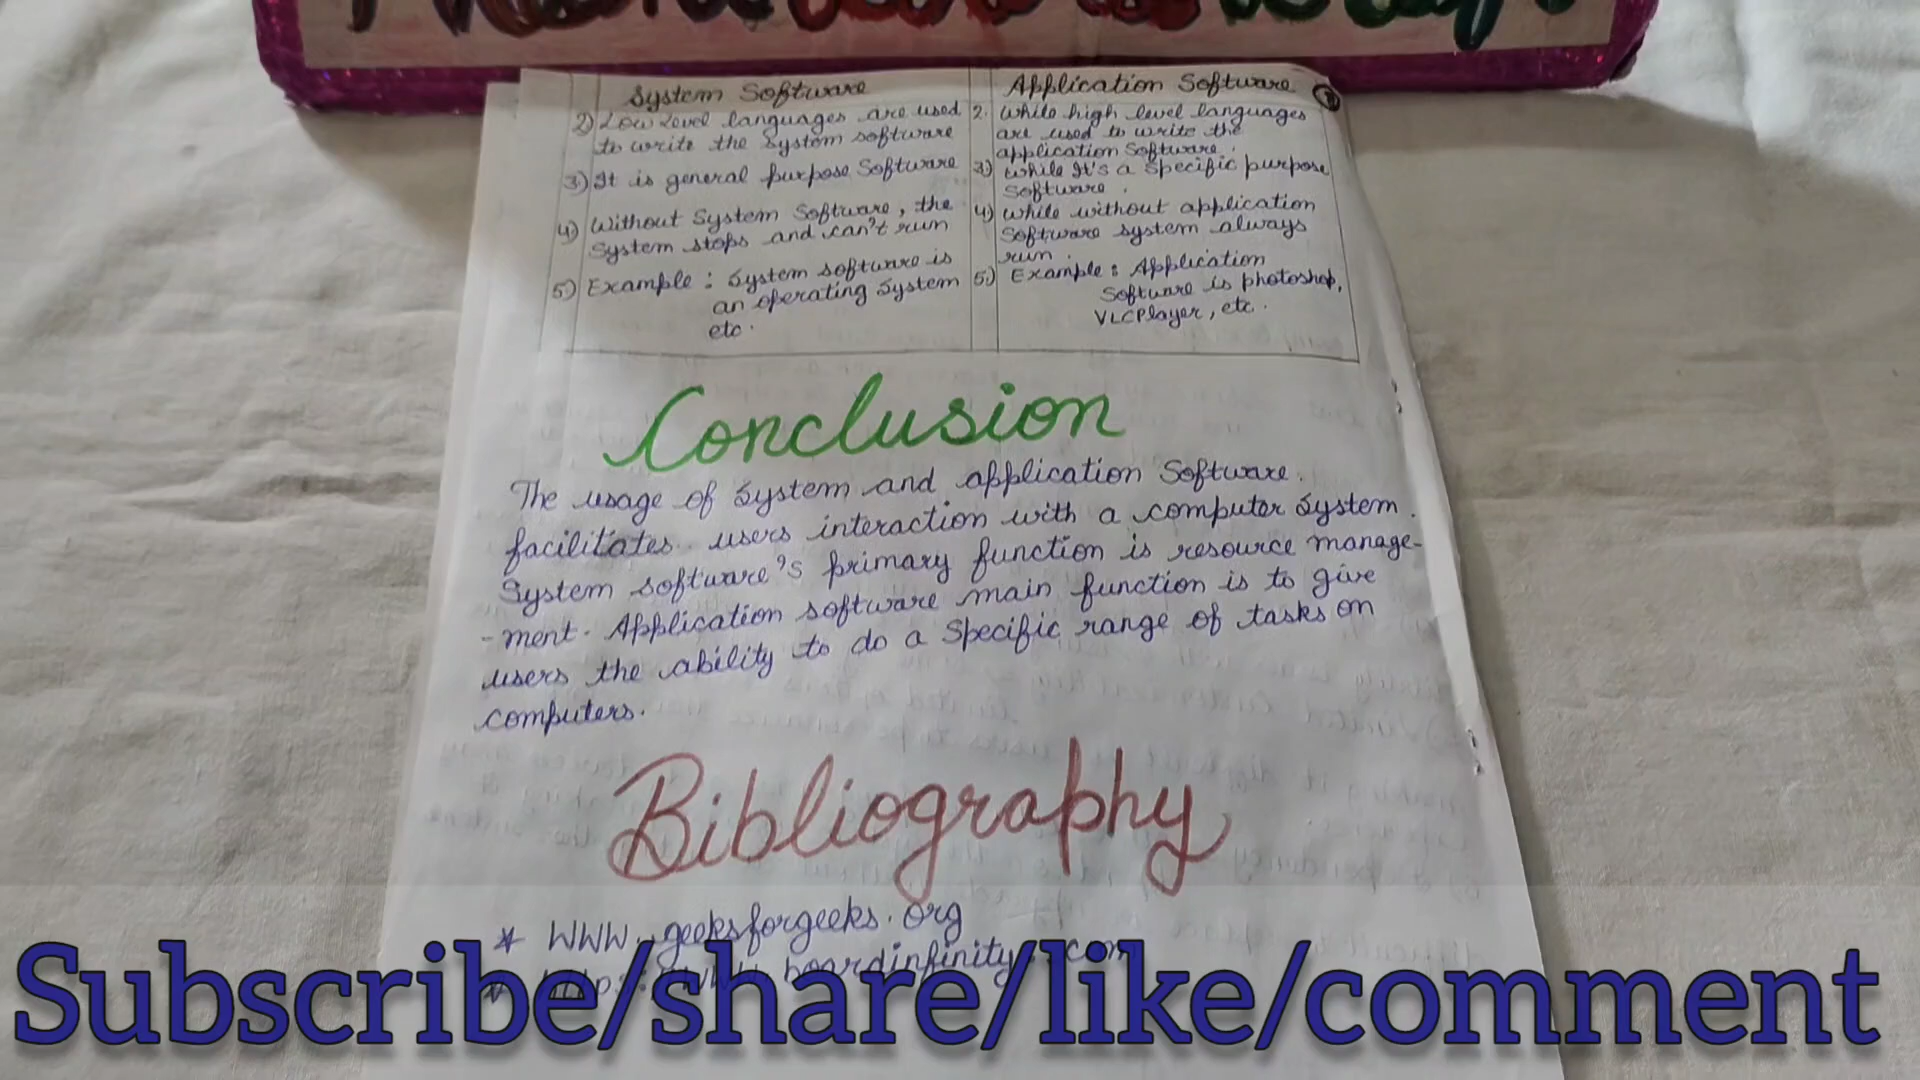 System Software
Application Software
2) Low Level languages are used
to write the System software
2. While high level languages
are used to write the
application Software.
3) It is general purpose Software
3) while It's a Specific purpose
Software.
4) Without System Software, the
System stops and can't run
4) while without application
Software system always
run.
5) Example: System software is
an operating System
etc.
5) Example: Application
Software is photoshop,
VLCPlayer, etc.
Conclusion
The usage of System and application Software.
facilitates users interaction with a computer System.
System software's primary function is resource manage-
-ment. Application software main function is to give
users the ability to do a Specific range of tasks on
computers.
Bibliography
* WWW.geeksforgeeks.org
boardinfinity.com
Subscribe/share/like/comment